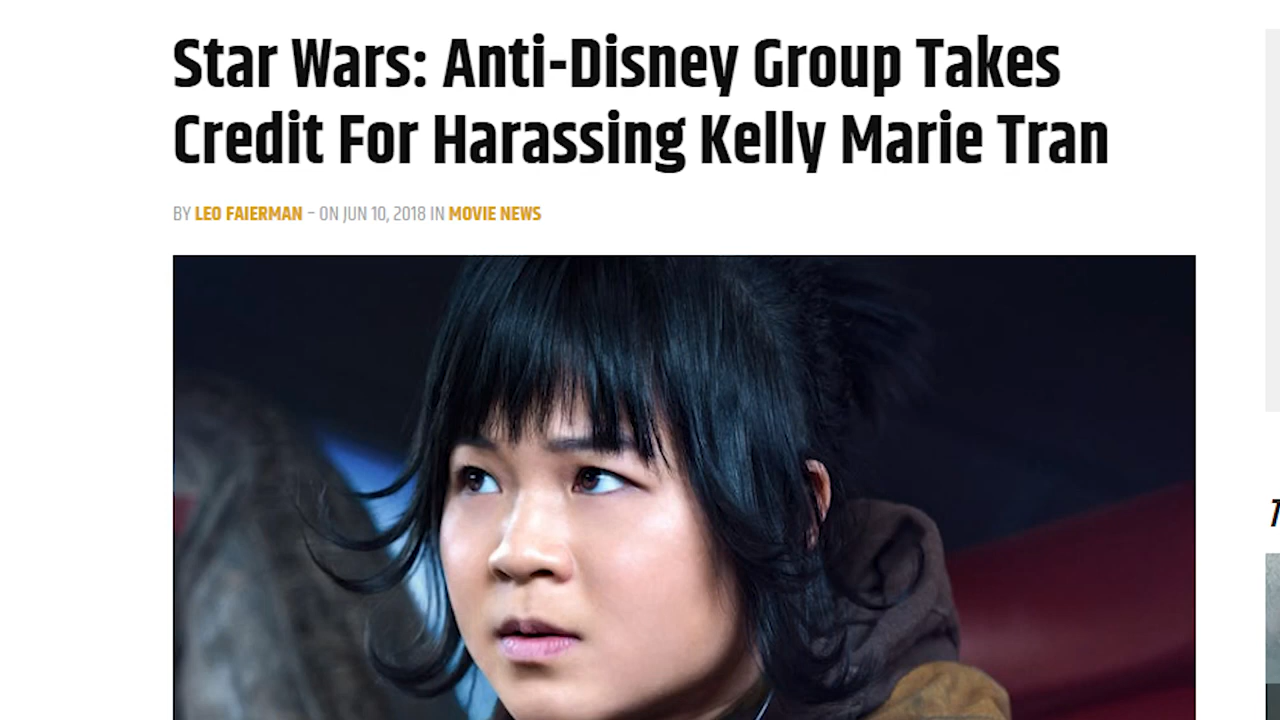 Star Wars: Anti-Disney Group Takes
Credit For Harassing Kelly Marie Tran
BY LEO FAIERMAN – ON JUN 10, 2018 IN MOVIE NEWS